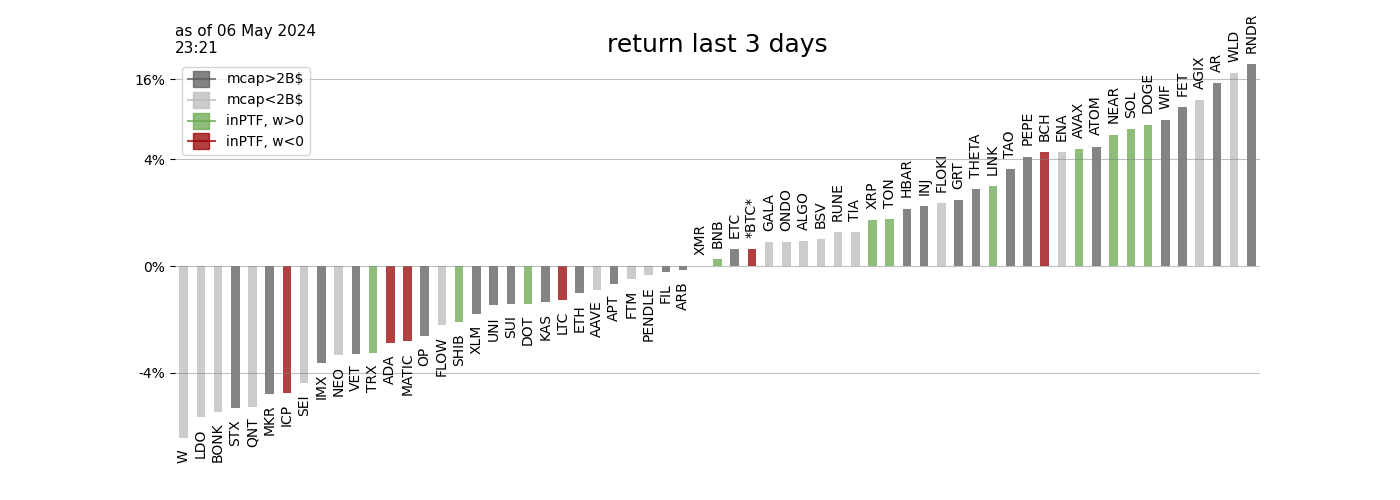 as of 06 May 2024
23:21
return last 3 days
mcap>2B$
mcap<2B$
inPTF, w>0
inPTF, w<0
16%
4%
0%
-4%
W
LDO
BONK
STX
QNT
MKR
ICP
SEI
IMX
NEO
VET
TRX
ADA
MATIC
OP
FLOW
SHIB
XLM
UNI
SUI
DOT
KAS
LTC
ETH
AAVE
APT
FTM
PENDLE
FIL
ARB
XMR
BNB
ETC
*BTC*
GALA
ONDO
ALGO
BSV
RUNE
TIA
XRP
TON
HBAR
INJ
FLOKI
GRT
THETA
LINK
TAO
PEPE
BCH
ENA
AVAX
ATOM
NEAR
SOL
DOGE
WIF
FET
AGIX
AR
WLD
RNDR